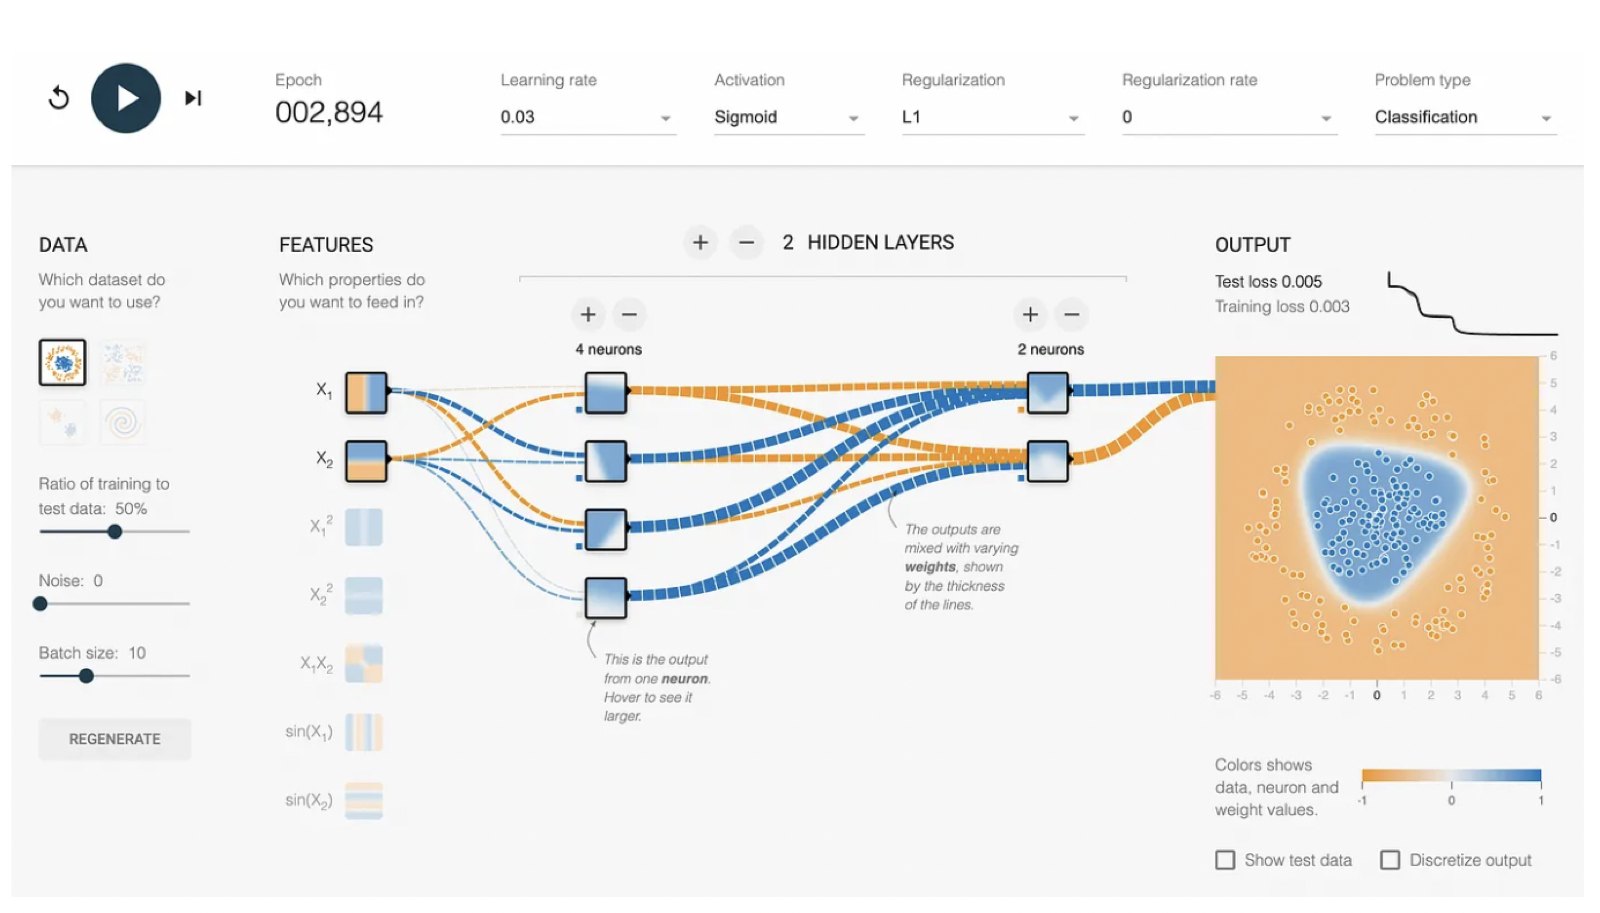 Epoch
002,894
Learning rate
0.03
Activation
Sigmoid
Regularization
L1
Regularization rate
0
Problem type
Classification
DATA
Which dataset do
you want to use?
Ratio of training to
test data: 50%
Noise: 0
Batch size: 10
REGENERATE
FEATURES
Which properties do
you want to feed in?
X₁
X₂
X₁²
X₂²
X₁X₂
sin(X₁)
sin(X₂)
+ − 2 HIDDEN LAYERS
+ −
4 neurons
+ −
2 neurons
This is the output
from one neuron.
Hover to see it
larger.
The outputs are
mixed with varying
weights, shown
by the thickness
of the lines.
OUTPUT
Test loss 0.005
Training loss 0.003
6
5
4
3
2
1
0
-1
-2
-3
-4
-5
-6
-6 -5 -4 -3 -2 -1 0 1 2 3 4 5 6
Colors shows
data, neuron and
weight values.
-1 0 1
Show test data
Discretize output